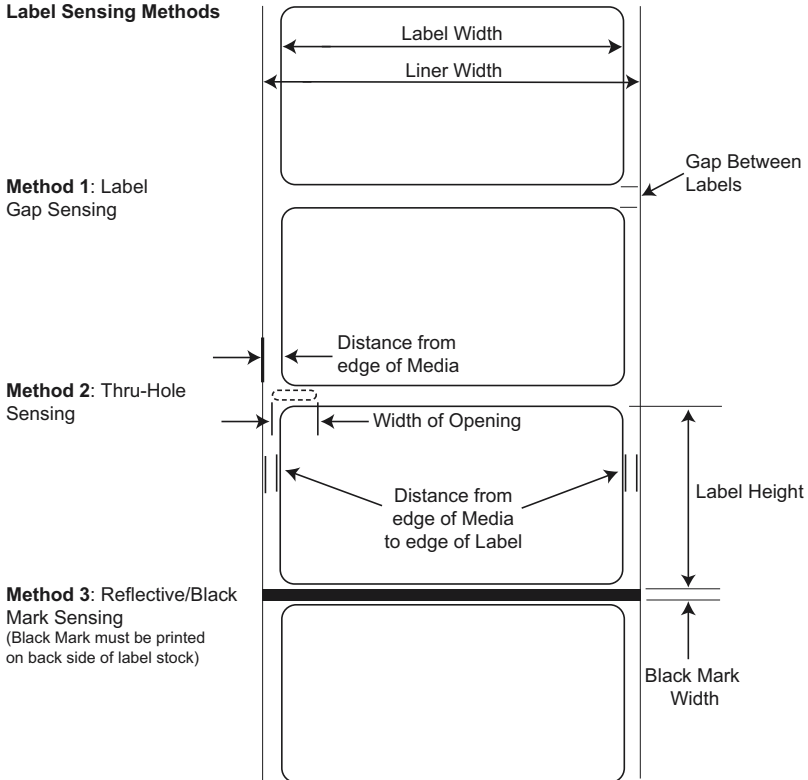 Label Sensing Methods
Label Width
Liner Width
Gap Between
Labels
Method 1: Label
Gap Sensing
Distance from
edge of Media
Method 2: Thru-Hole
Sensing
Width of Opening
Label Height
Distance from
edge of Media
to edge of Label
Method 3: Reflective/Black
Mark Sensing
(Black Mark must be printed
on back side of label stock)
Black Mark
Width